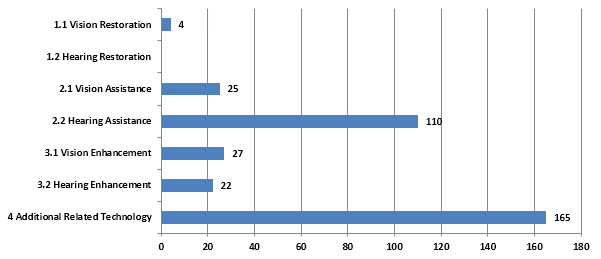 1.1 Vision Restoration
4
1.2 Hearing Restoration
2.1 Vision Assistance
25
2.2 Hearing Assistance
110
3.1 Vision Enhancement
27
3.2 Hearing Enhancement
22
4 Additional Related Technology
165
0 20 40 60 80 100 120 140 160 180